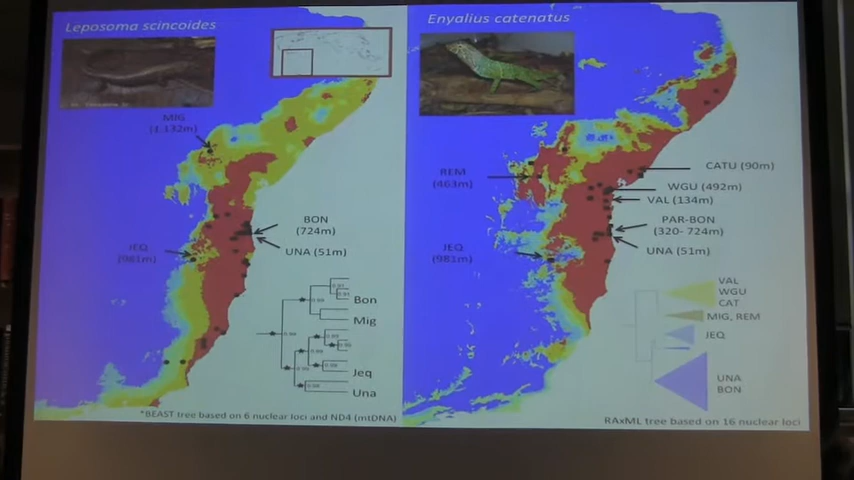 Leposoma scincoides
MIG
(1.132m)
BON
(724m)
UNA (51m)
JEQ
(981m)
Bon
Mig
Jeq
Una
*BEAST tree based on 6 nuclear loci and ND4 (mtDNA)
Enyalius catenatus
REM
(463m)
CATU (90m)
WGU (492m)
VAL (134m)
PAR-BON
(320- 724m)
UNA (51m)
JEQ
(981m)
VAL
WGU
CAT
MIG, REM
JEQ
UNA
BON
RAxML tree based on 16 nuclear loci